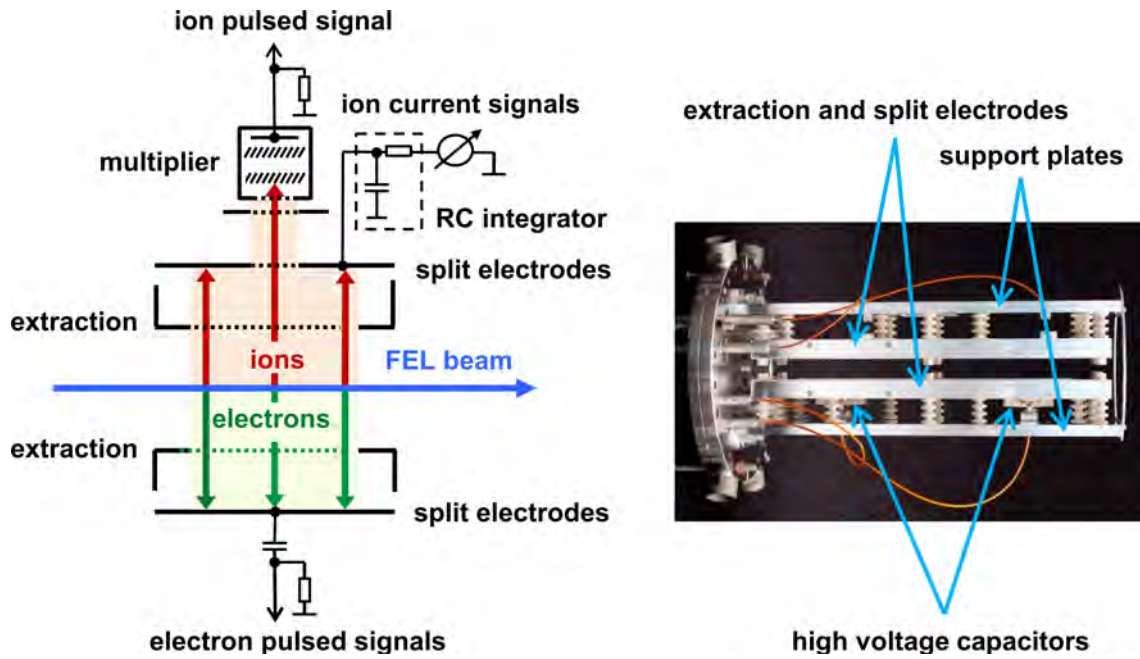 ion pulsed signal
ion current signals
multiplier
RC integrator
split electrodes
extraction
ions
FEL beam
electrons
extraction
split electrodes
electron pulsed signals
extraction and split electrodes
support plates
high voltage capacitors